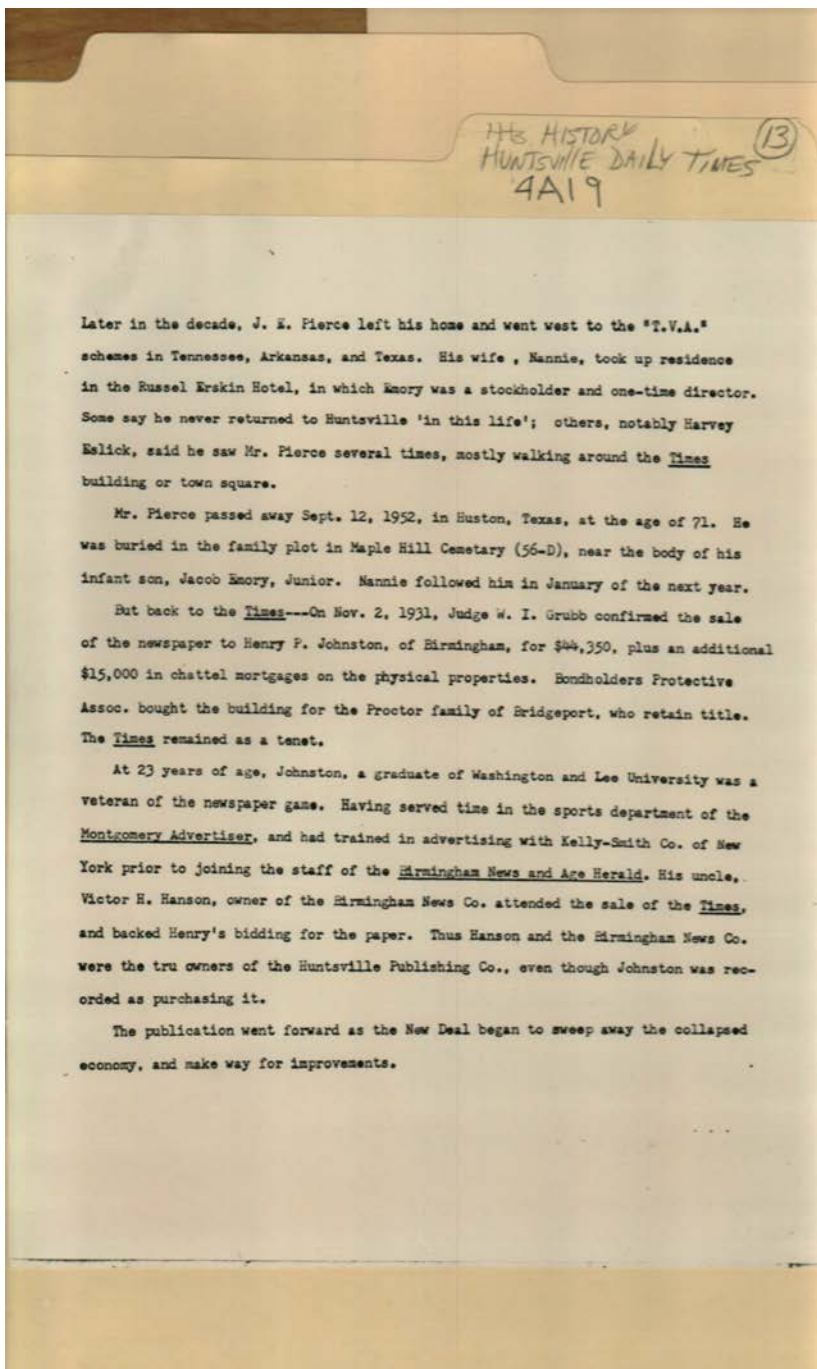 HHS HISTORY
HUNTSVILLE DAILY TIMES
13
4A19
Later in the decade, J. E. Pierce left his home and went west to the "T.V.A."
schemes in Tennessee, Arkansas, and Texas. His wife , Nannie, took up residence
in the Russel Erskin Hotel, in which Emory was a stockholder and one-time director.
Some say he never returned to Huntsville 'in this life'; others, notably Harvey
Eslick, said he saw Mr. Pierce several times, mostly walking around the Times
building or town square.
Mr. Pierce passed away Sept. 12, 1952, in Huston, Texas, at the age of 71. He
was buried in the family plot in Maple Hill Cemetary (56-D), near the body of his
infant son, Jacob Emory, Junior. Nannie followed him in January of the next year.
But back to the Times---On Nov. 2, 1931, Judge W. I. Grubb confirmed the sale
of the newspaper to Henry P. Johnston, of Birmingham, for $44,350, plus an additional
$15,000 in chattel mortgages on the physical properties. Bondholders Protective
Assoc. bought the building for the Proctor family of Bridgeport, who retain title.
The Times remained as a tenet.
At 23 years of age, Johnston, a graduate of Washington and Lee University was a
veteran of the newspaper game. Having served time in the sports department of the
Montgomery Advertiser, and had trained in advertising with Kelly-Smith Co. of New
York prior to joining the staff of the Birmingham News and Age Herald. His uncle,
Victor H. Hanson, owner of the Birmingham News Co. attended the sale of the Times,
and backed Henry's bidding for the paper. Thus Hanson and the Birmingham News Co.
were the tru owners of the Huntsville Publishing Co., even though Johnston was rec-
orded as purchasing it.
The publication went forward as the New Deal began to sweep away the collapsed
economy, and make way for improvements.